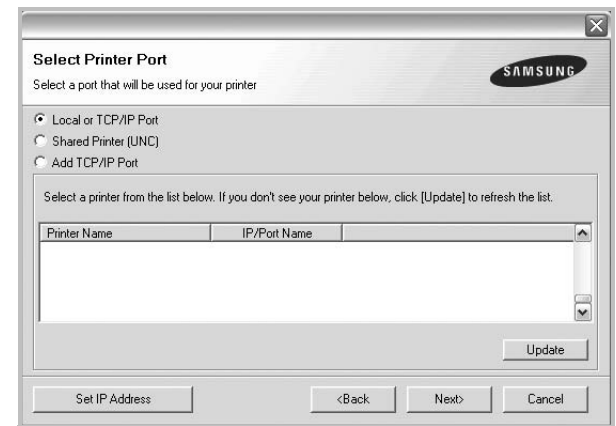 Select Printer Port
Select a port that will be used for your printer
SAMSUNG
Local or TCP/IP Port
Shared Printer (UNC)
Add TCP/IP Port
Select a printer from the list below. If you don't see your printer below, click [Update] to refresh the list.
Printer Name IP/Port Name
Update
Set IP Address <Back Next> Cancel